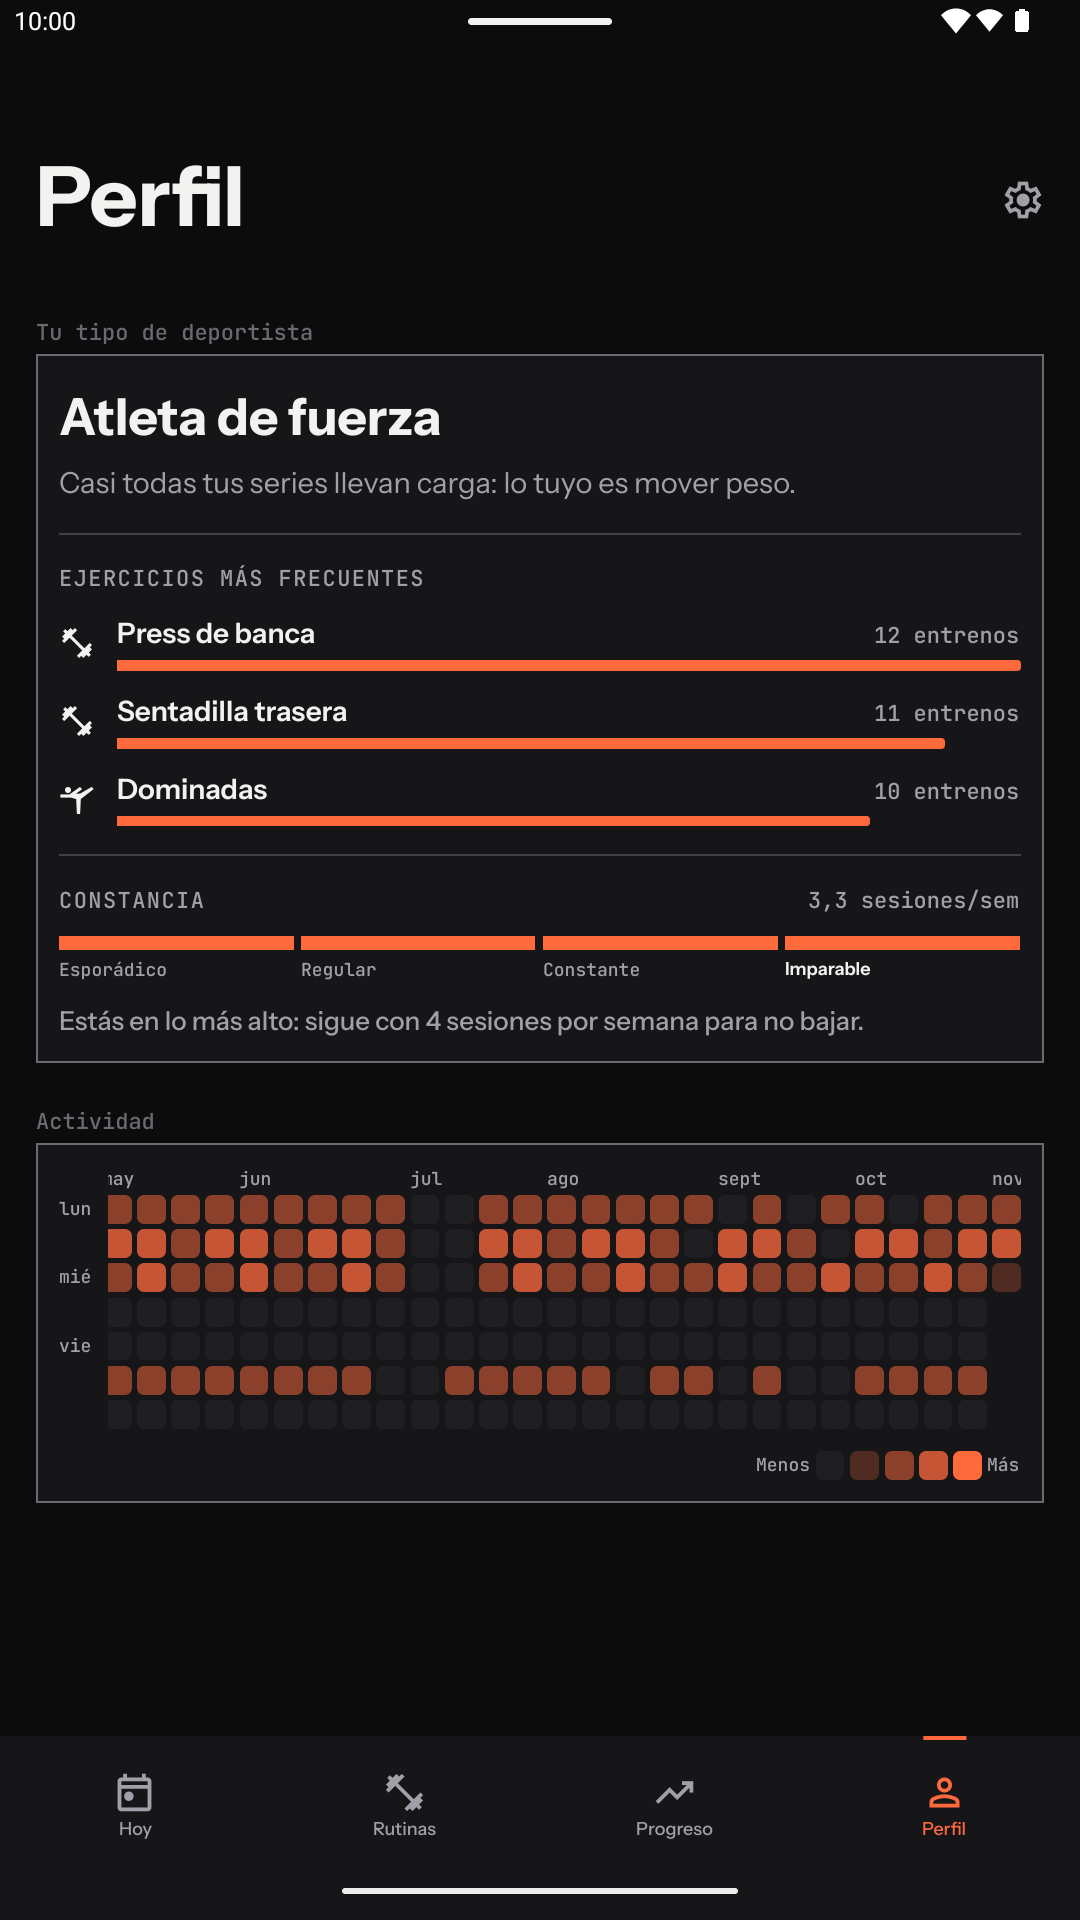 10:00
Perfil
Tu tipo de deportista
Atleta de fuerza
Casi todas tus series llevan carga: lo tuyo es mover peso.
EJERCICIOS MÁS FRECUENTES
Press de banca
12 entrenos
Sentadilla trasera
11 entrenos
Dominadas
10 entrenos
CONSTANCIA
3,3 sesiones/sem
Esporádico Regular Constante Imparable
Estás en lo más alto: sigue con 4 sesiones por semana para no bajar.
Actividad
may jun jul ago sept oct nov
lun
mié
vie
Menos Más
Hoy Rutinas Progreso Perfil